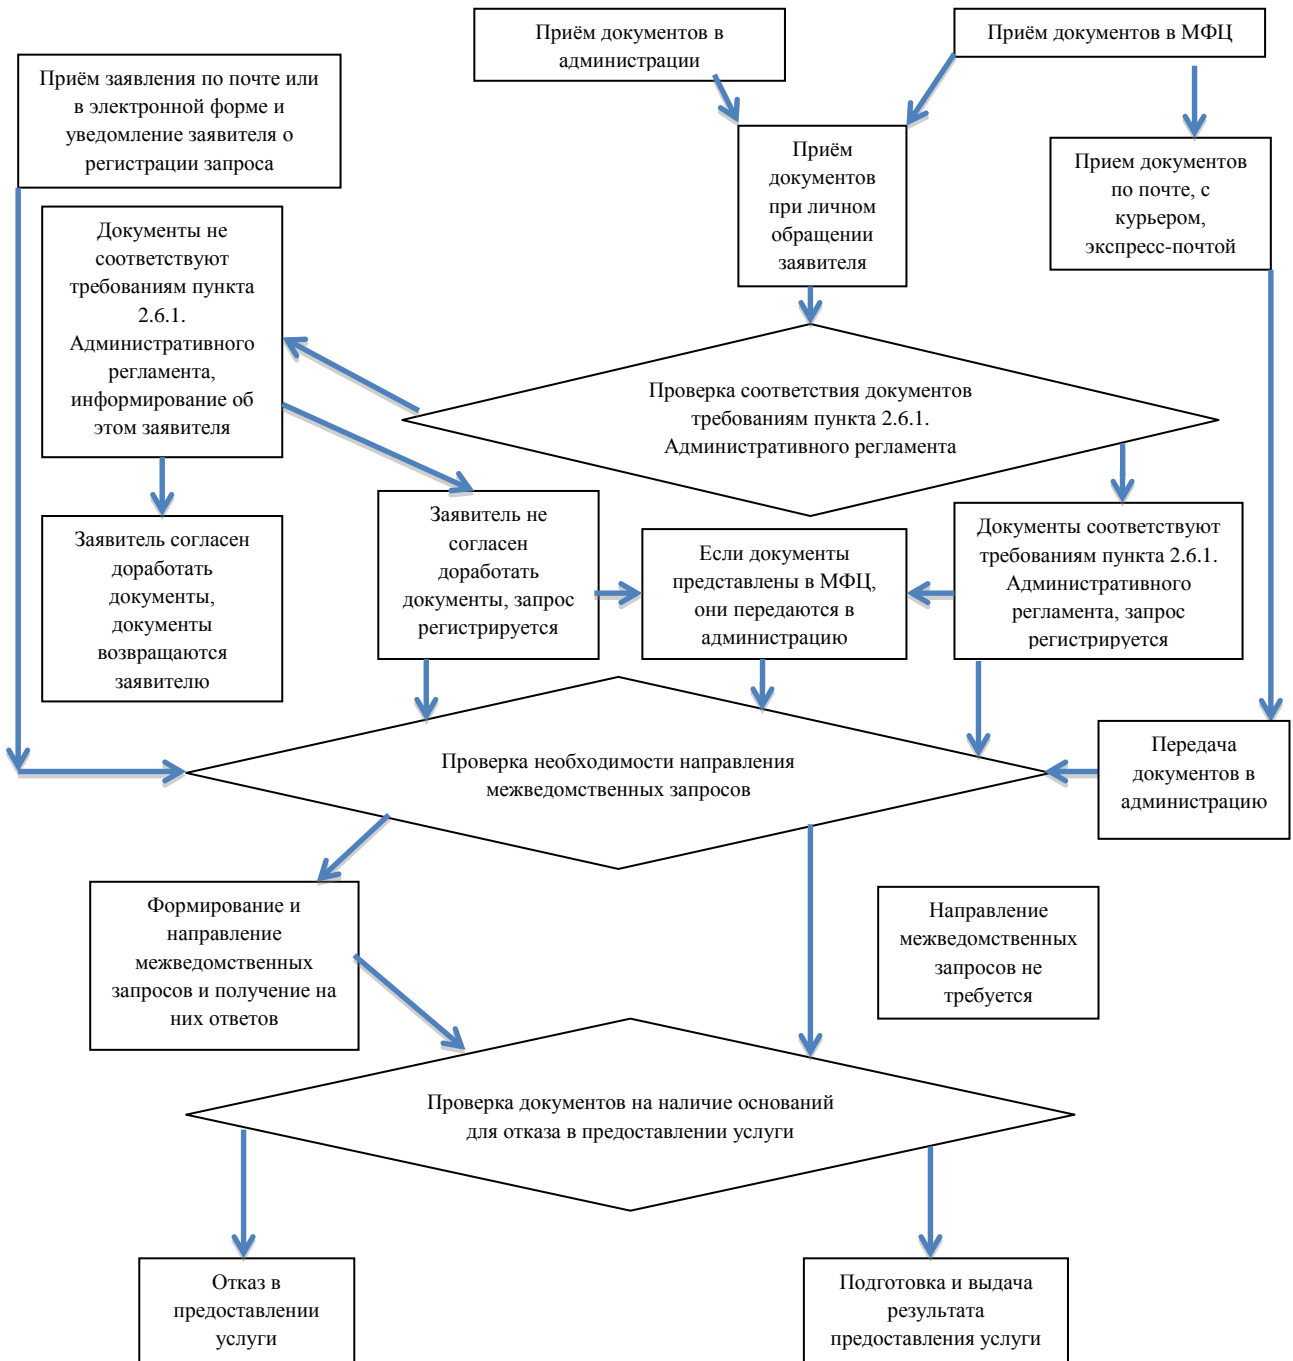 Приём документов в
администрации
Приём документов в МФЦ
Приём заявления по почте или
в электронной форме и
уведомление заявителя о
регистрации запроса
Приём
документов
при личном
обращении
заявителя
Прием документов
по почте, с
курьером,
экспресс-почтой
Документы не
соответствуют
требованиям пункта
2.6.1.
Административного
регламента,
информирование об
этом заявителя
Проверка соответствия документов
требованиям пункта 2.6.1.
Административного регламента
Заявитель согласен
доработать
документы,
документы
возвращаются
заявителю
Заявитель не
согласен
доработать
документы, запрос
регистрируется
Если документы
представлены в МФЦ,
они передаются в
администрацию
Документы соответствуют
требованиям пункта 2.6.1.
Административного
регламента, запрос
регистрируется
Проверка необходимости направления
межведомственных запросов
Передача
документов в
администрацию
Формирование и
направление
межведомственных
запросов и получение на
них ответов
Направление
межведомственных
запросов не
требуется
Проверка документов на наличие оснований
для отказа в предоставлении услуги
Отказ в
предоставлении
услуги
Подготовка и выдача
результата
предоставления услуги